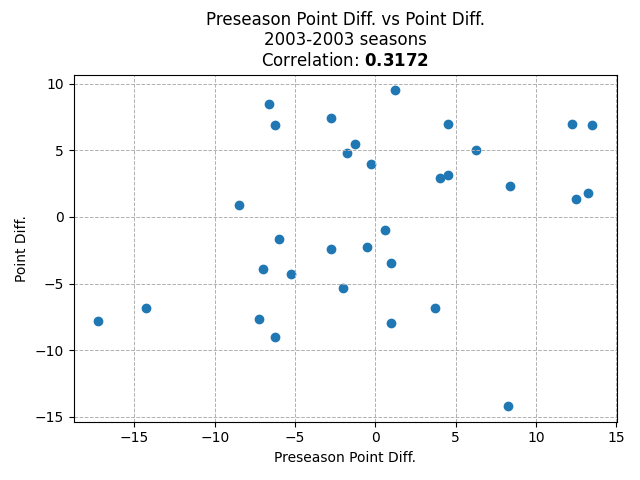 Preseason Point Diff. vs Point Diff.
2003-2003 seasons
Correlation: 0.3172
10
5
0
−5
−10
−15
Point Diff.
−15 −10 −5 0 5 10 15
Preseason Point Diff.